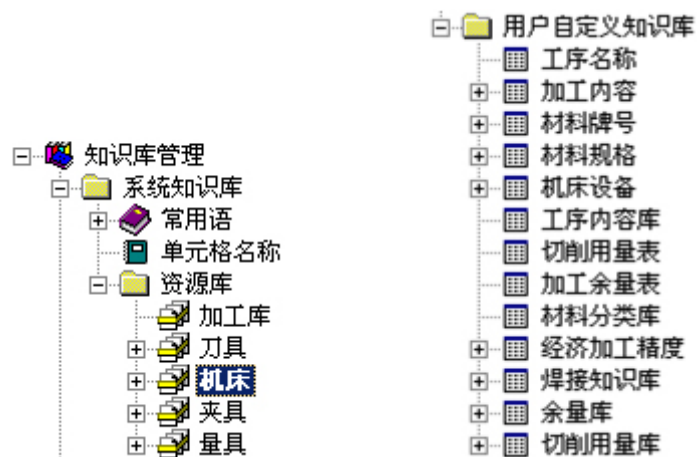 知识库管理
系统知识库
常用语
单元格名称
资源库
加工库
刀具
机床
夹具
量具
用户自定义知识库
工序名称
加工内容
材料牌号
材料规格
机床设备
工序内容库
切削用量表
加工余量表
材料分类库
经济加工精度
焊接知识库
余量库
切削用量库